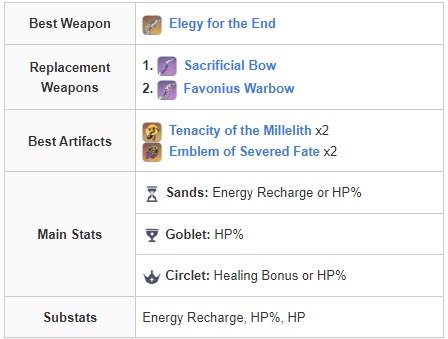 Best Weapon
Elegy for the End
Replacement
Weapons
1. Sacrificial Bow
2. Favonius Warbow
Best Artifacts
Tenacity of the Millelith x2
Emblem of Severed Fate x2
Main Stats
Sands: Energy Recharge or HP%
Goblet: HP%
Circlet: Healing Bonus or HP%
Substats
Energy Recharge, HP%, HP